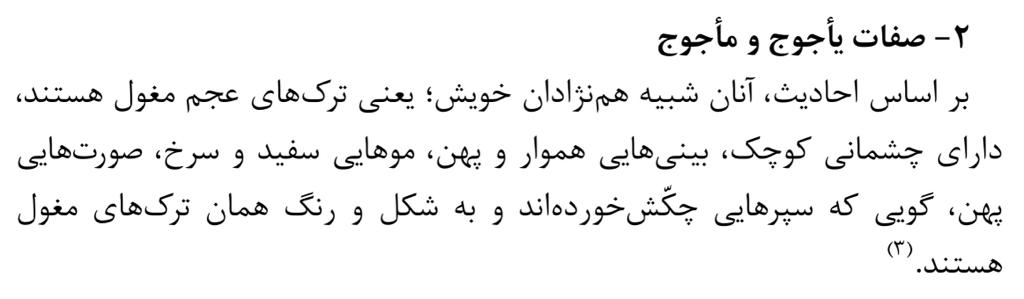 ۲- صفات یأجوج و مأجوج
بر اساس احادیث، آنان شبیه هم‌نژادان خویش؛ یعنی ترک‌های عجم مغول هستند،
دارای چشمانی کوچک، بینی‌هایی هموار و پهن، موهایی سفید و سرخ، صورت‌هایی
پهن، گویی که سپرهایی چکّش‌خورده‌اند و به شکل و رنگ همان ترک‌های مغول
هستند.(۳)